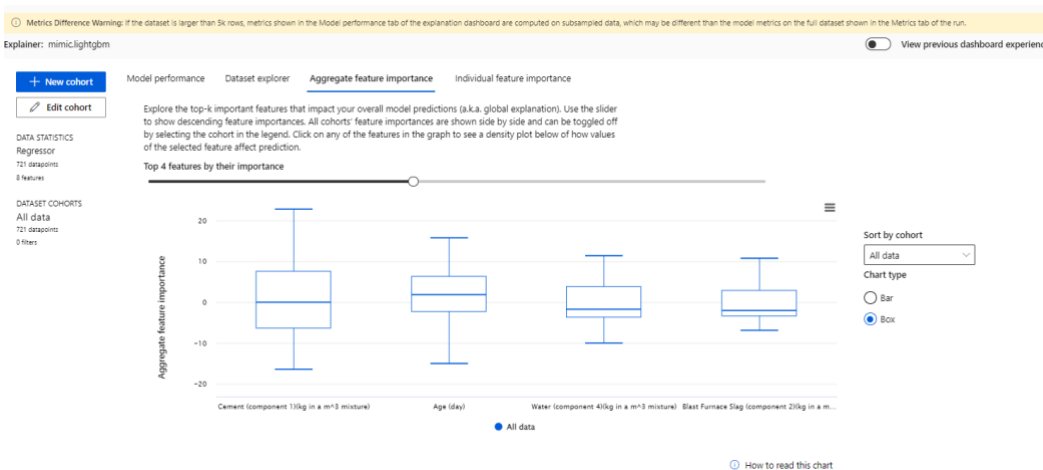 Metrics Difference Warning: If the dataset is larger than 5k rows, metrics shown in the Model performance tab of the explanation dashboard are computed on subsampled data, which may be different than the model metrics on the full dataset shown in the Metrics tab of the run.
Explainer: mimic.lightgbm
View previous dashboard experienc
+ New cohort
Edit cohort
DATA STATISTICS
Regressor
721 datapoints
8 features
DATASET COHORTS
All data
721 datapoints
0 filters
Model performance
Dataset explorer
Aggregate feature importance
Individual feature importance
Explore the top-k important features that impact your overall model predictions (a.k.a. global explanation). Use the slider
to show descending feature importances. All cohorts' feature importances are shown side by side and can be toggled off
by selecting the cohort in the legend. Click on any of the features in the graph to see a density plot below of how values
of the selected feature affect prediction.
Top 4 features by their importance
Aggregate feature importance
20
10
0
−10
−20
Cement (component 1)(kg in a m^3 mixture)
Age (day)
Water (component 4)(kg in a m^3 mixture)
Blast Furnace Slag (component 2)(kg in a m...
All data
Sort by cohort
All data
Chart type
Bar
Box
How to read this chart